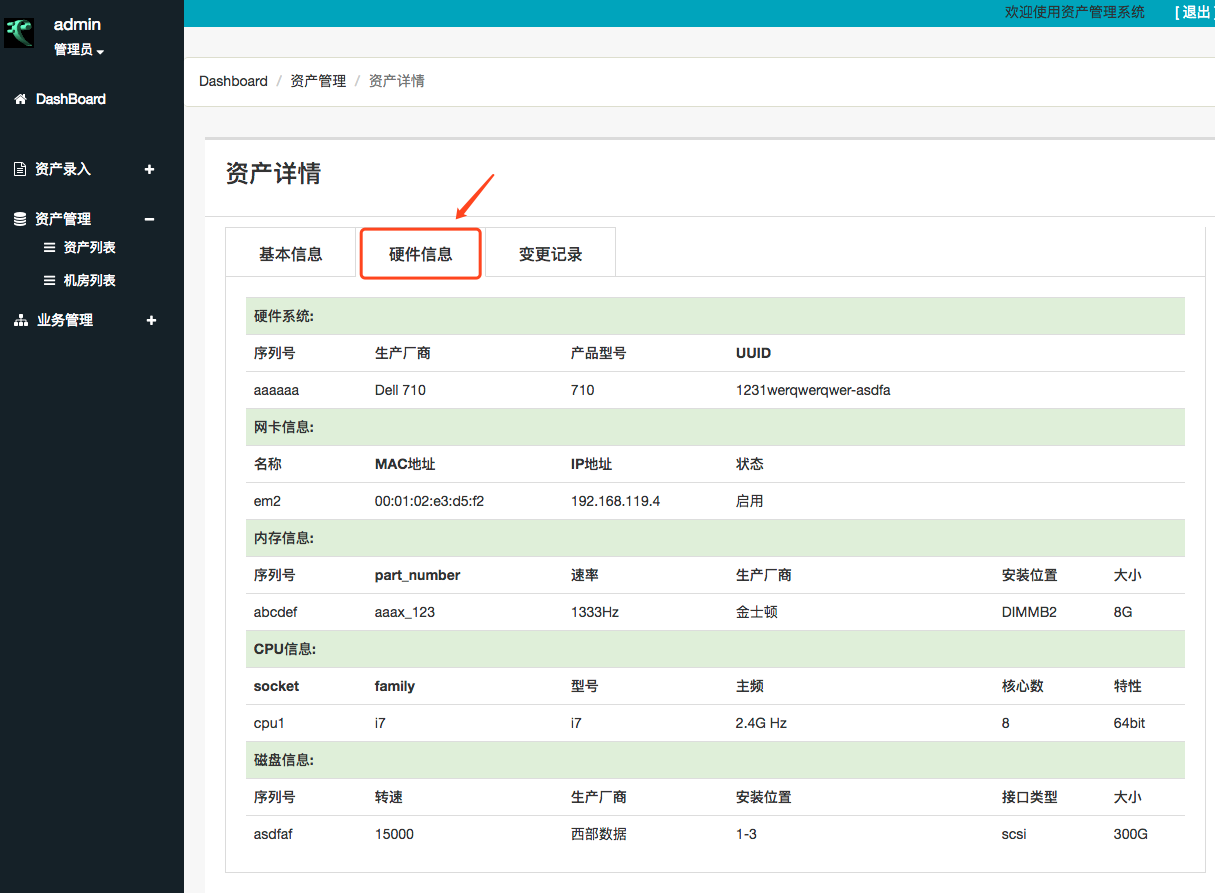 admin
管理员
欢迎使用资产管理系统 [ 退出 ]
DashBoard
资产录入
资产管理
资产列表
机房列表
业务管理
Dashboard / 资产管理 / 资产详情
资产详情
基本信息 硬件信息 变更记录
硬件系统:
序列号 生产厂商 产品型号 UUID
aaaaaa Dell 710 710 1231werqwerqwer-asdfa
网卡信息:
名称 MAC地址 IP地址 状态
em2 00:01:02:e3:d5:f2 192.168.119.4 启用
内存信息:
序列号 part_number 速率 生产厂商 安装位置 大小
abcdef aaax_123 1333Hz 金士顿 DIMMB2 8G
CPU信息:
socket family 型号 主频 核心数 特性
cpu1 i7 i7 2.4G Hz 8 64bit
磁盘信息:
序列号 转速 生产厂商 安装位置 接口类型 大小
asdfaf 15000 西部数据 1-3 scsi 300G